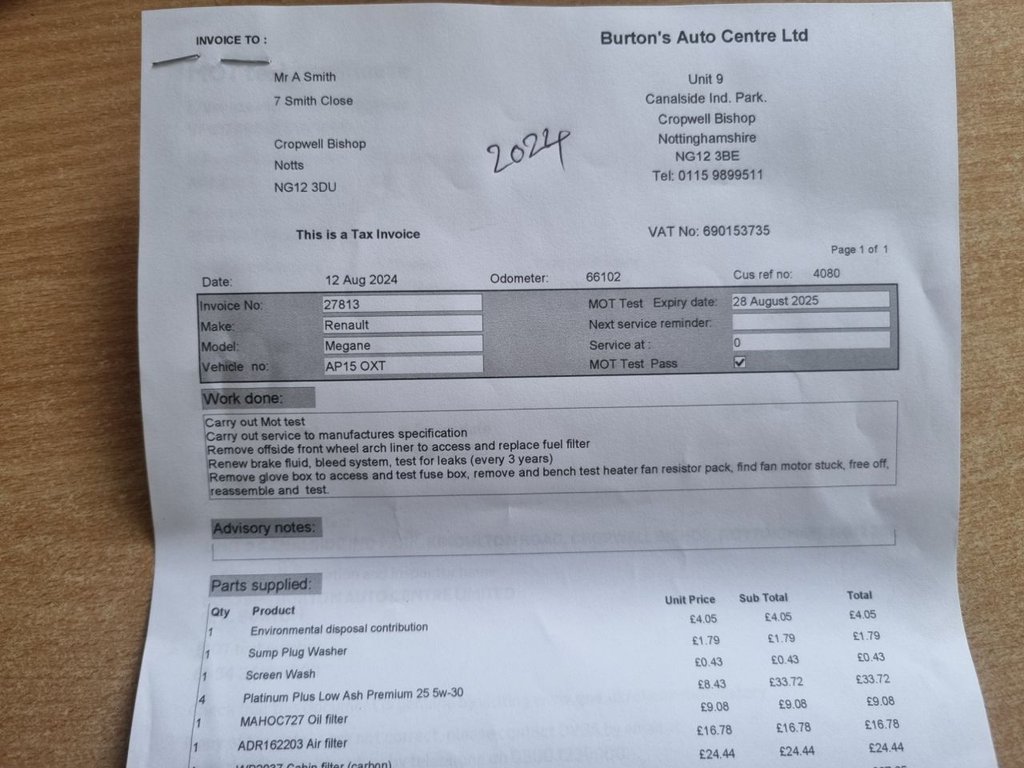 INVOICE TO :
Burton's Auto Centre Ltd
Mr A Smith
7 Smith Close
Cropwell Bishop
Notts
NG12 3DU
2024
Unit 9
Canalside Ind. Park.
Cropwell Bishop
Nottinghamshire
NG12 3BE
Tel: 0115 9899511
This is a Tax Invoice
VAT No: 690153735
Page 1 of 1
Date: 12 Aug 2024 Odometer: 66102 Cus ref no: 4080
Invoice No: 27813 MOT Test Expiry date: 28 August 2025
Make: Renault Next service reminder:
Model: Megane Service at : 0
Vehicle no: AP15 OXT MOT Test Pass
Work done:
Carry out Mot test
Carry out service to manufactures specification
Remove offside front wheel arch liner to access and replace fuel filter
Renew brake fluid, bleed system, test for leaks (every 3 years)
Remove glove box to access and test fuse box, remove and bench test heater fan resistor pack, find fan motor stuck, free off,
reassemble and test.
Advisory notes:
Parts supplied:
Qty Product Unit Price Sub Total Total
1 Environmental disposal contribution £4.05 £4.05 £4.05
1 Sump Plug Washer £1.79 £1.79 £1.79
1 Screen Wash £0.43 £0.43 £0.43
4 Platinum Plus Low Ash Premium 25 5w-30 £8.43 £33.72 £33.72
1 MAHOC727 Oil filter £9.08 £9.08 £9.08
1 ADR162203 Air filter £16.78 £16.78 £16.78
Cabin filter (carbon) £24.44 £24.44 £24.44